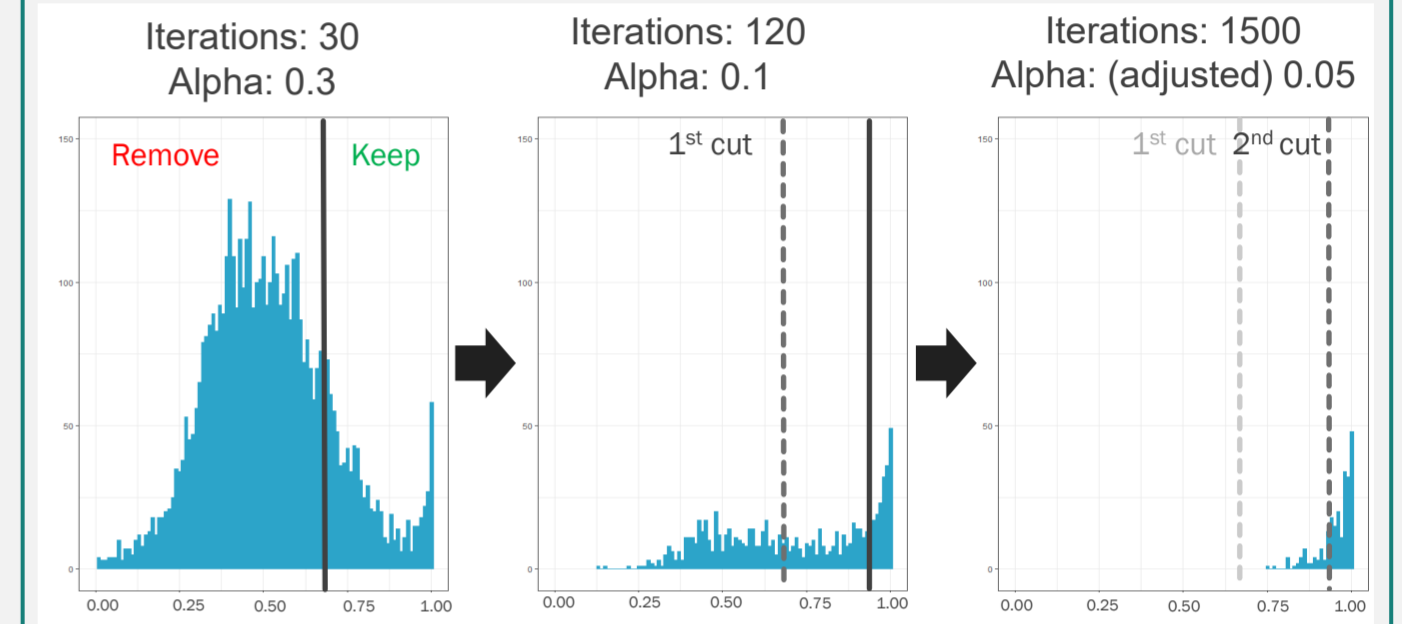 Iterations: 30
Alpha: 0.3
Iterations: 120
Alpha: 0.1
Iterations: 1500
Alpha: (adjusted) 0.05
Remove
Keep
150
100
50
0
0.00 0.25 0.50 0.75 1.00
1st cut
150
100
50
0
0.00 0.25 0.50 0.75 1.00
1st cut 2nd cut
150
100
50
0
0.00 0.25 0.50 0.75 1.00